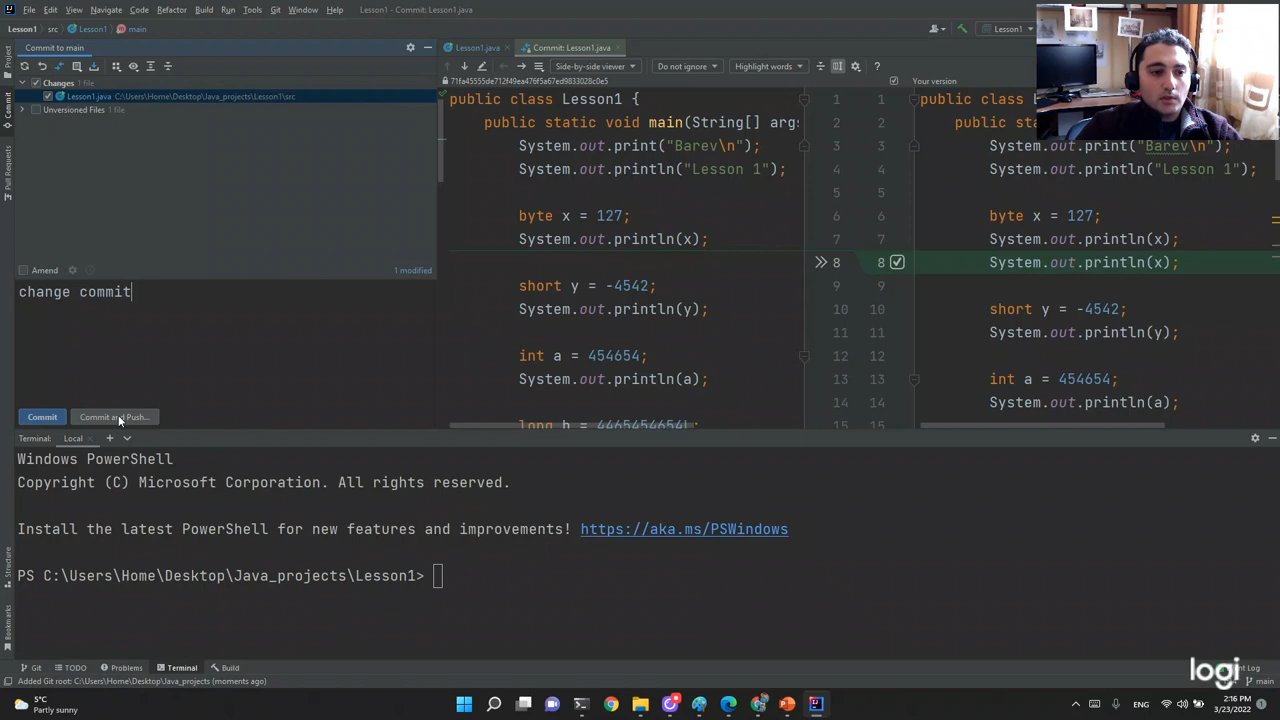 File Edit View Navigate Code Refactor Build Run Tools Git Window Help Lesson1 - Commit: Lesson1.java
Lesson1 src Lesson1 main Lesson1
Commit to main
Lesson1.java Commit: Lesson1.java
Side-by-side viewer Do not ignore Highlight words
71fa45555de712f49ea476f5a67ed9833028c0e5 Your version
Project
Commit
Pull Requests
Structure
Bookmarks
Changes 1 file
Lesson1.java C:\Users\Home\Desktop\Java_projects\Lesson1\src
Unversioned Files 1 file
Amend 1 modified
change commit
Commit Commit and Push...
public class Lesson1 {
public static void main(String[] args
System.out.print("Barev\n");
System.out.println("Lesson 1");
byte x = 127;
System.out.println(x);
short y = -4542;
System.out.println(y);
int a = 454654;
System.out.println(a);
long b = 4465454654L;
1 1
2 2
3 3
4 4
5 5
6 6
7 7
8 8
9 9
10 10
11 11
12 12
13 13
14 14
15 15
public class
public sta
System.out.print("Barev\n");
System.out.println("Lesson 1");
byte x = 127;
System.out.println(x);
System.out.println(x);
short y = -4542;
System.out.println(y);
int a = 454654;
System.out.println(a);
Terminal: Local
Windows PowerShell
Copyright (C) Microsoft Corporation. All rights reserved.
Install the latest PowerShell for new features and improvements! https://aka.ms/PSWindows
PS C:\Users\Home\Desktop\Java_projects\Lesson1>
Git TODO Problems Terminal Build Log
Added Git root: C:\Users\Home\Desktop\Java_projects (moments ago) main
logi
5°C
Partly sunny
ENG
2:16 PM
3/23/2022